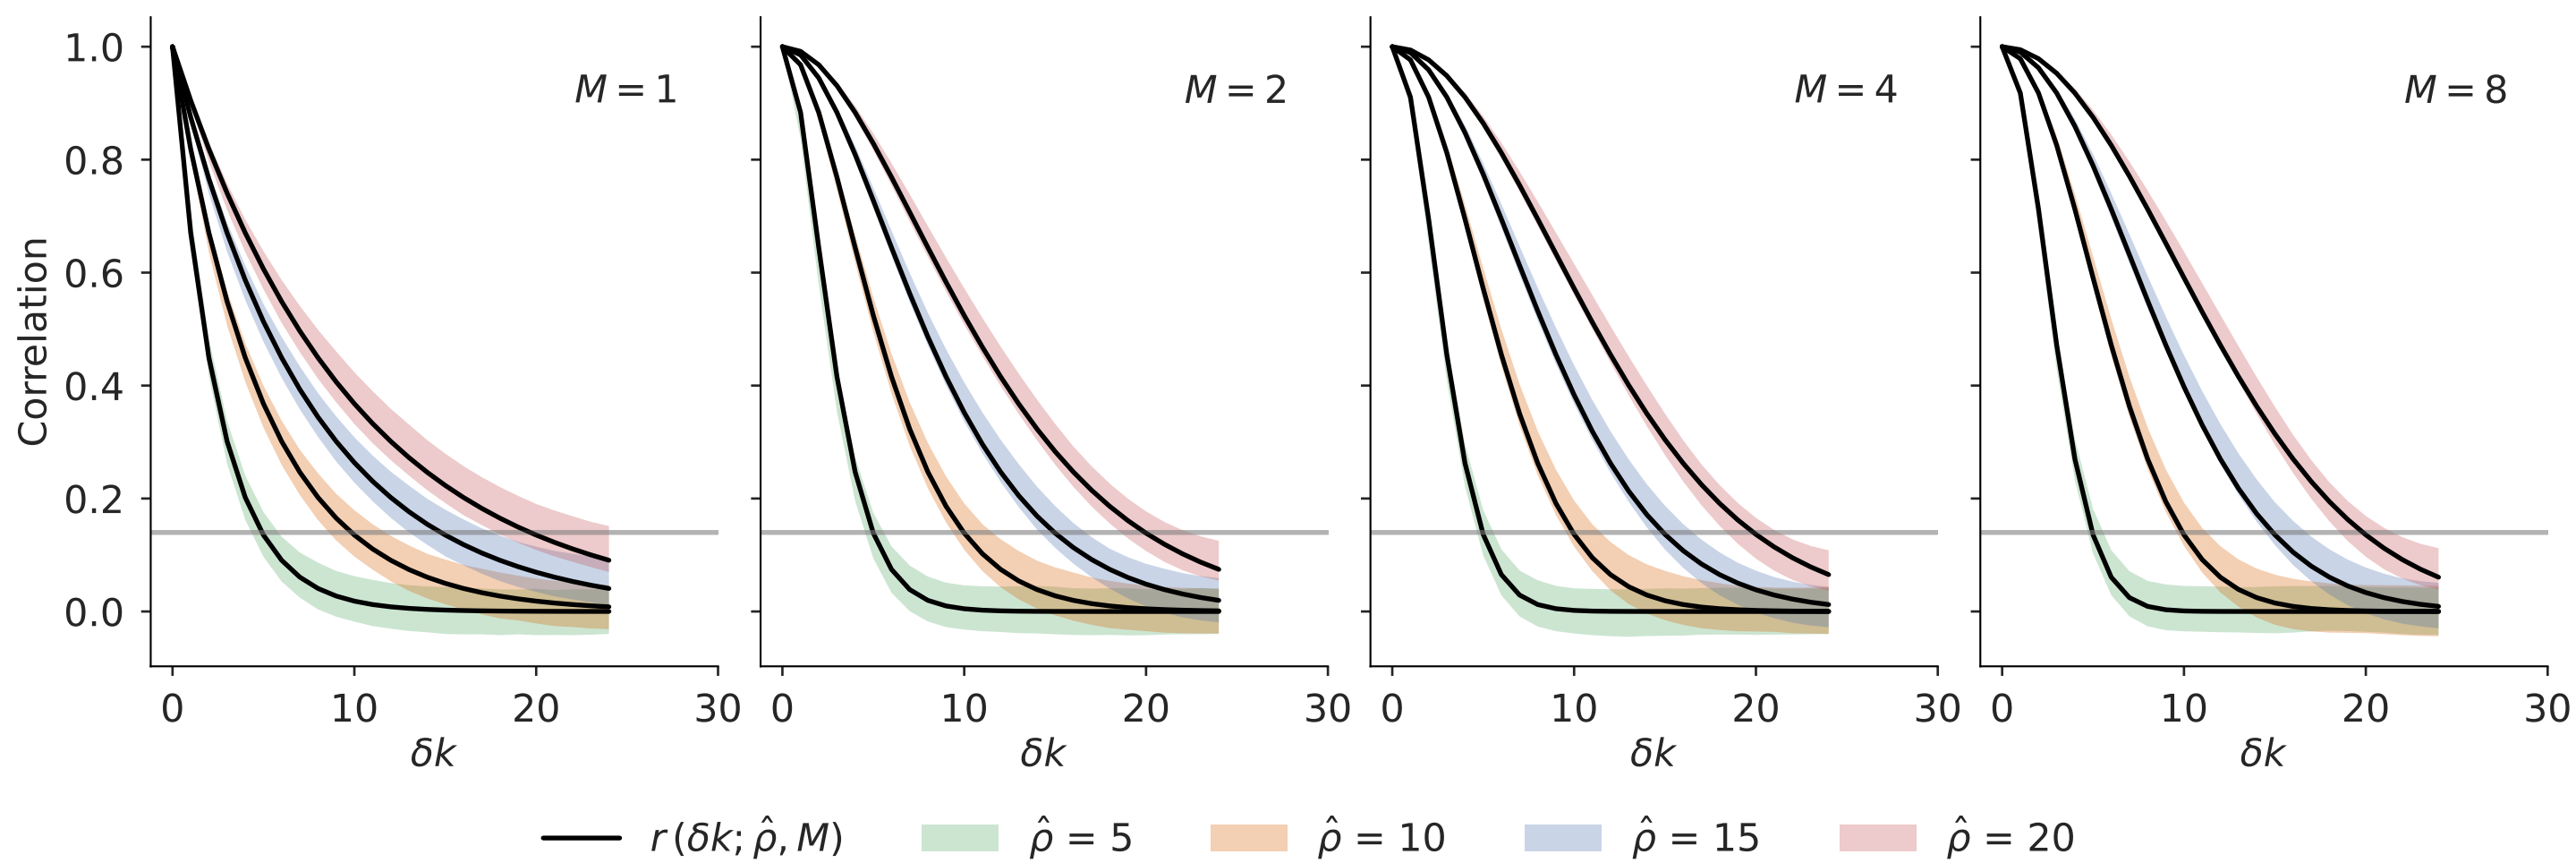 Correlation
1.0
0.8
0.6
0.4
0.2
0.0
M = 1
M = 2
M = 4
M = 8
0 10 20 30
0 10 20 30
0 10 20 30
0 10 20 30
δk
δk
δk
δk
r (δk; ρ̂, M)
ρ̂ = 5
ρ̂ = 10
ρ̂ = 15
ρ̂ = 20